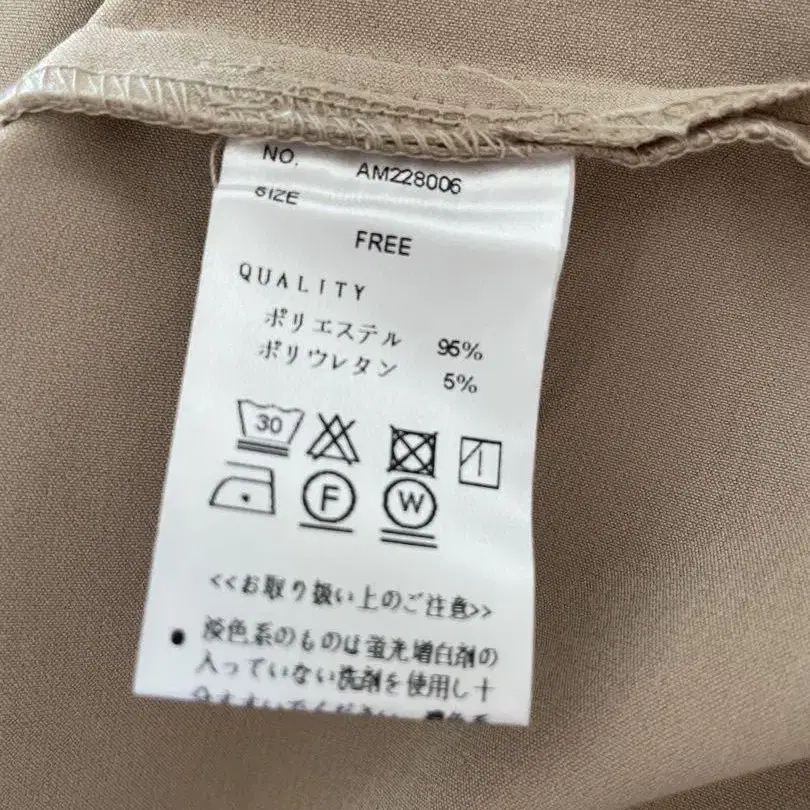 NO. AM228006
SIZE
FREE
QUALITY
ポリエステル 95%
ポリウレタン 5%
30
F
W
<<お取り扱い上のご注意>>
● 淡色系のものは蛍光増白剤の
入っていない洗剤を使用し十